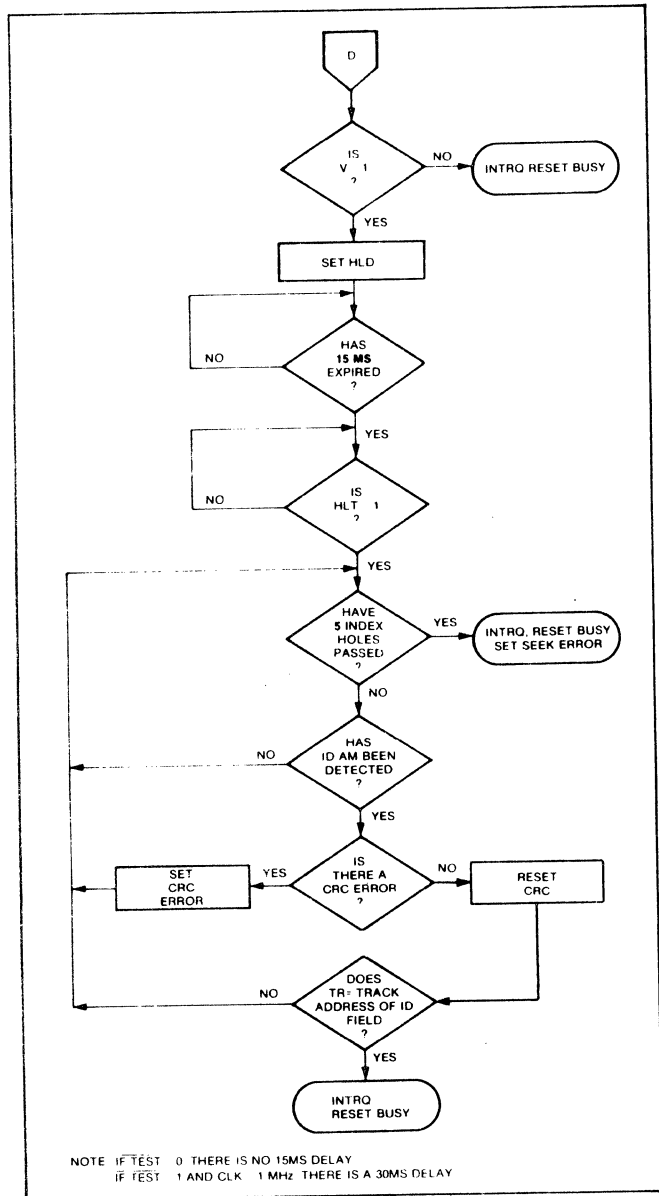 D
IS
V 1
?
NO
INTRQ RESET BUSY
YES
SET HLD
HAS
15 MS
EXPIRED
?
NO
YES
IS
HLT 1
?
NO
YES
HAVE
5 INDEX
HOLES
PASSED
?
YES
INTRQ, RESET BUSY
SET SEEK ERROR
NO
HAS
ID AM BEEN
DETECTED
?
NO
YES
IS
THERE A
CRC ERROR
?
YES
SET
CRC
ERROR
NO
RESET
CRC
DOES
TR= TRACK
ADDRESS OF ID
FIELD
?
NO
YES
INTRQ
RESET BUSY
NOTE IF TEST 0 THERE IS NO 15MS DELAY
IF TEST 1 AND CLK 1 MHz THERE IS A 30MS DELAY